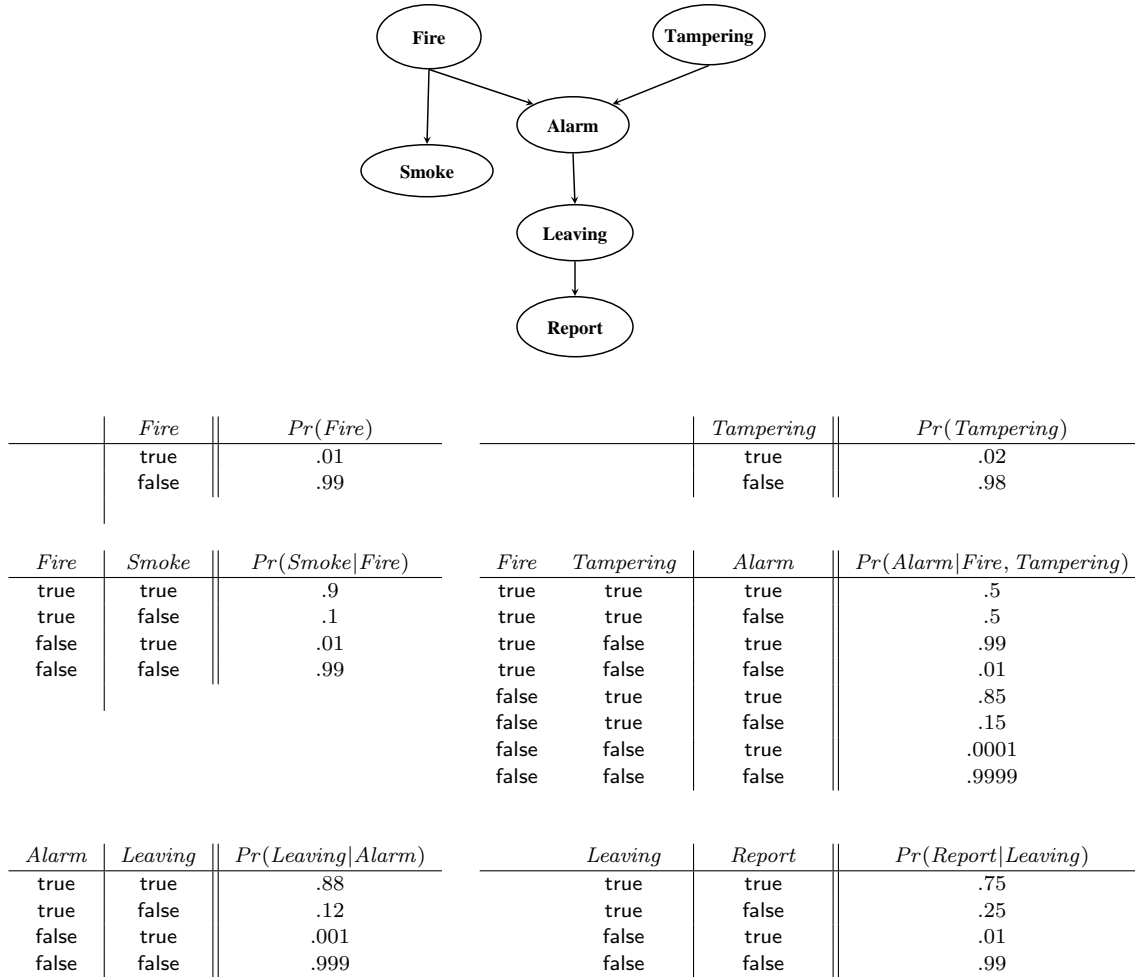 Fire
Tampering
Alarm
Smoke
Leaving
Report
Fire Pr(Fire)
true .01
false .99
Tampering Pr(Tampering)
true .02
false .98
Fire Smoke Pr(Smoke|Fire)
true true .9
true false .1
false true .01
false false .99
Fire Tampering Alarm Pr(Alarm|Fire, Tampering)
true true true .5
true true false .5
true false true .99
true false false .01
false true true .85
false true false .15
false false true .0001
false false false .9999
Alarm Leaving Pr(Leaving|Alarm)
true true .88
true false .12
false true .001
false false .999
Leaving Report Pr(Report|Leaving)
true true .75
true false .25
false true .01
false false .99